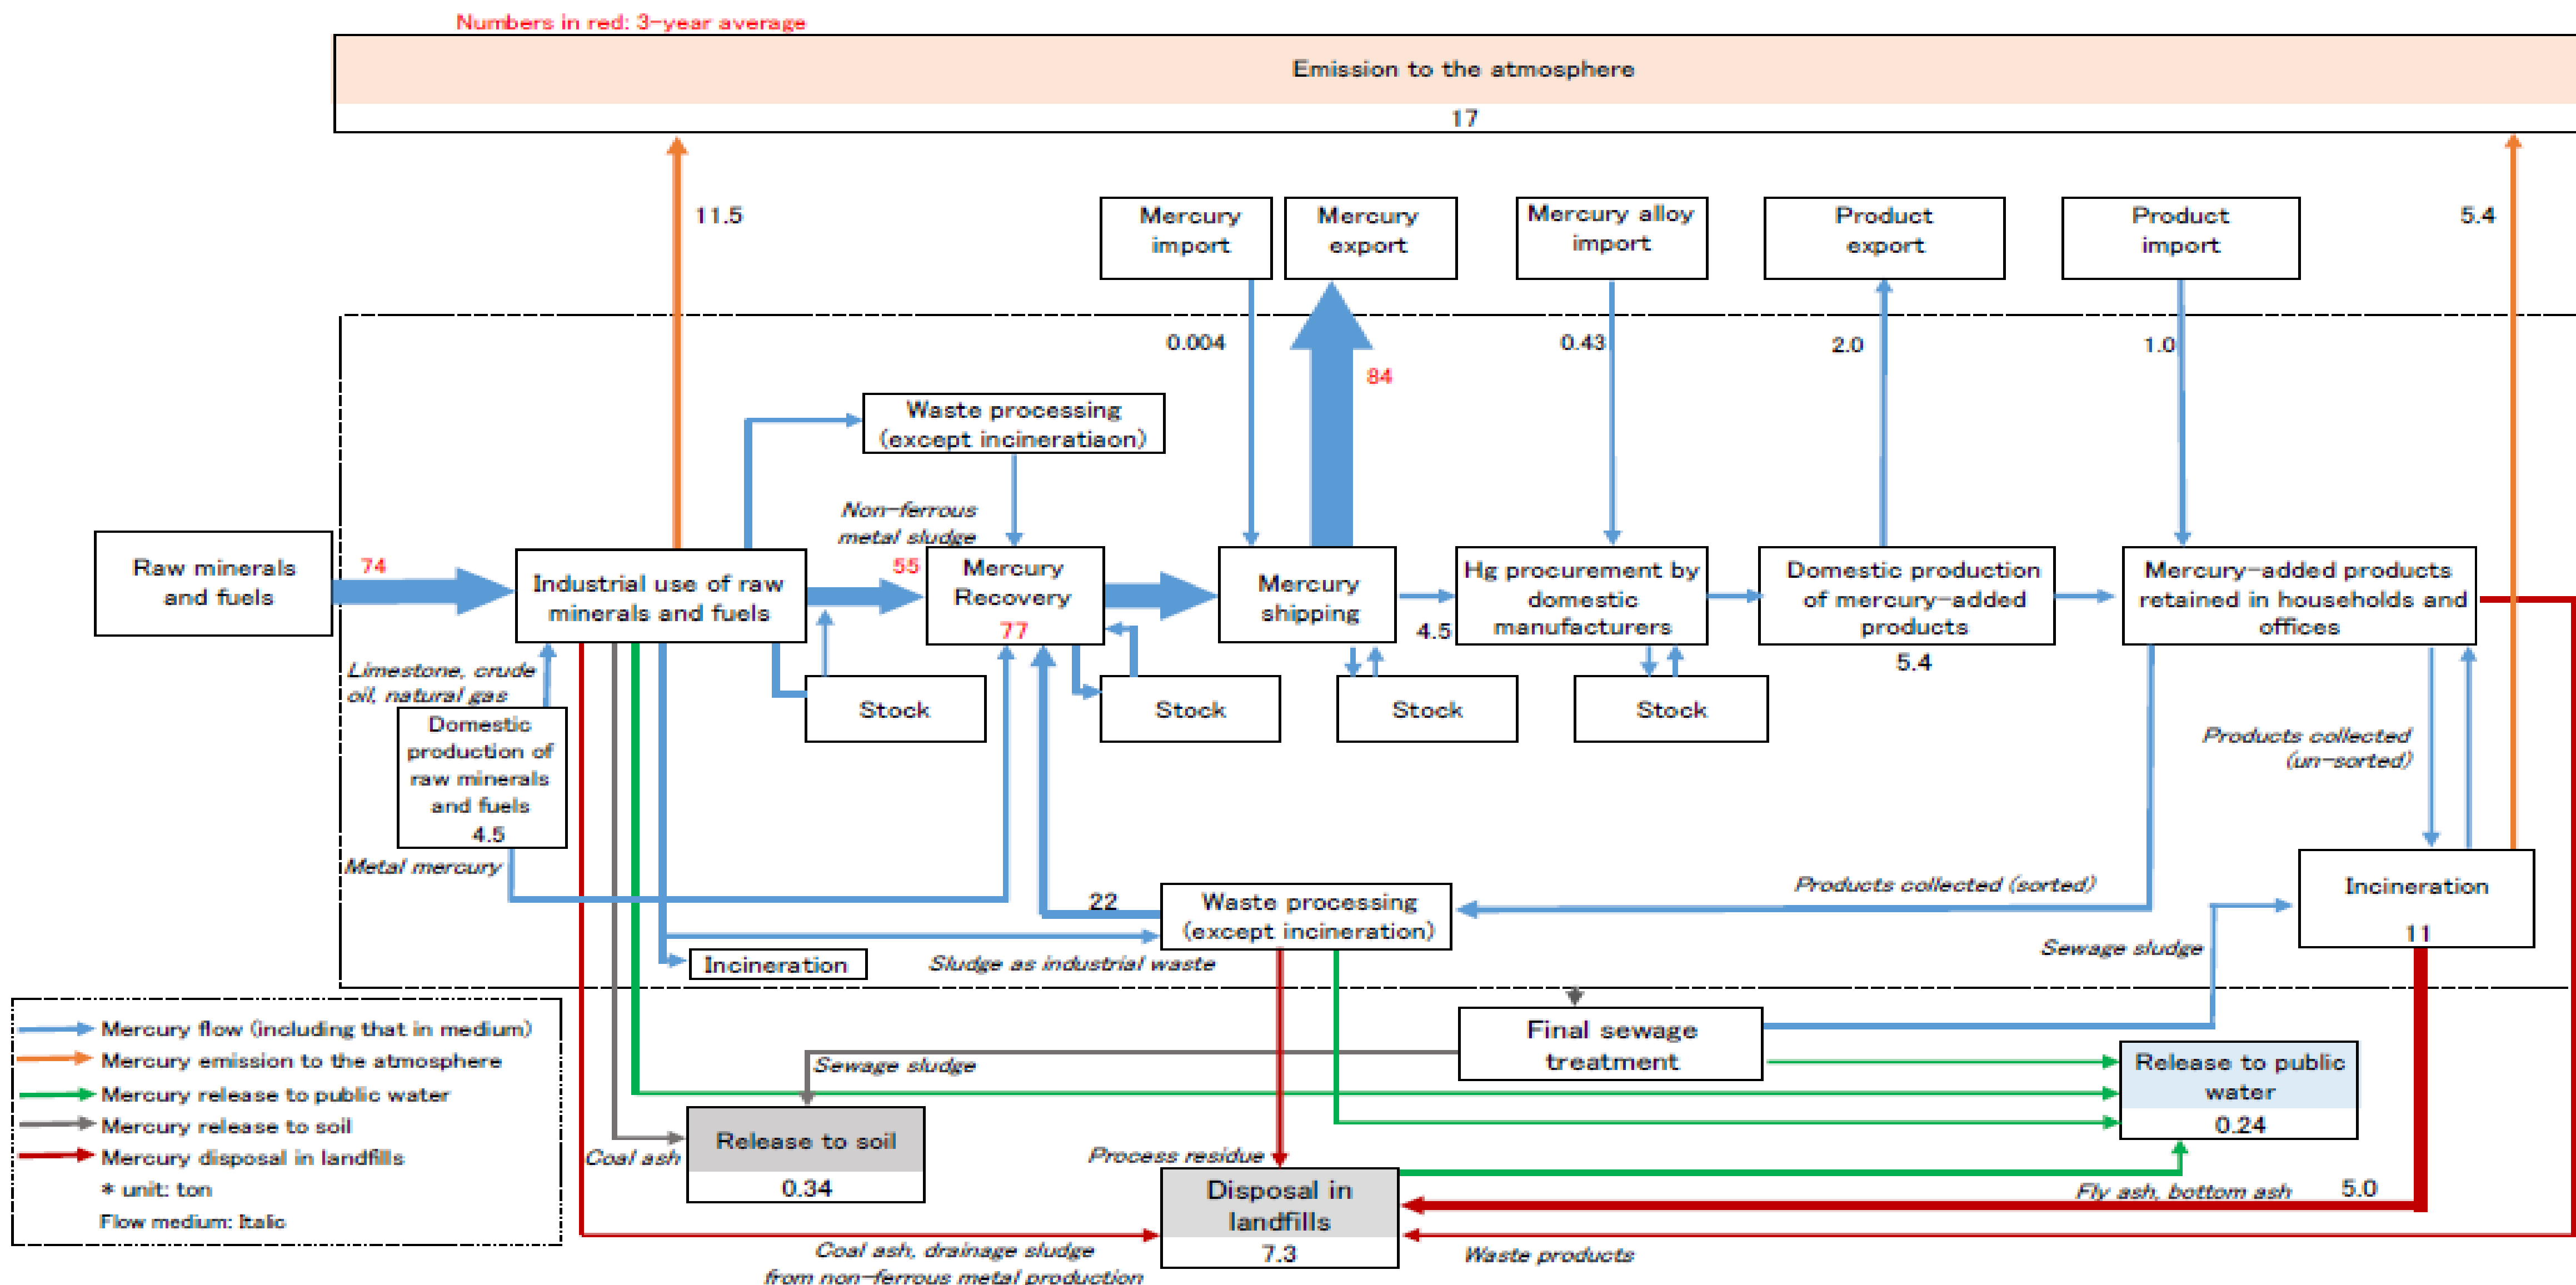 Numbers in red: 3-year average
Emission to the atmosphere
17
11.5
Mercury
import
Mercury
export
Mercury alloy
import
Product
export
Product
import
5.4
0.004
84
0.43
2.0
1.0
Waste processing
(except incineratiaon)
Non-ferrous
metal sludge
Raw minerals
and fuels
74
Industrial use of raw
minerals and fuels
55
Mercury
Recovery
77
Mercury
shipping
4.5
Hg procurement by
domestic
manufacturers
Domestic production
of mercury-added
products
5.4
Mercury-added products
retained in households and
offices
Limestone, crude
oil, natural gas
Stock
Stock
Stock
Stock
Domestic
production of
raw minerals
and fuels
4.5
Products collected
(un-sorted)
Metal mercury
22
Waste processing
(except incineration)
Products collected (sorted)
Incineration
11
Incineration
Sludge as industrial waste
Sewage sludge
Mercury flow (including that in medium)
Mercury emission to the atmosphere
Mercury release to public water
Mercury release to soil
Mercury disposal in landfills
* unit: ton
Flow medium: Italic
Final sewage
treatment
Sewage sludge
Release to public
water
0.24
Coal ash
Release to soil
0.34
Process residue
Disposal in
landfills
7.3
Fly ash, bottom ash
5.0
Coal ash, drainage sludge
from non-ferrous metal production
Waste products